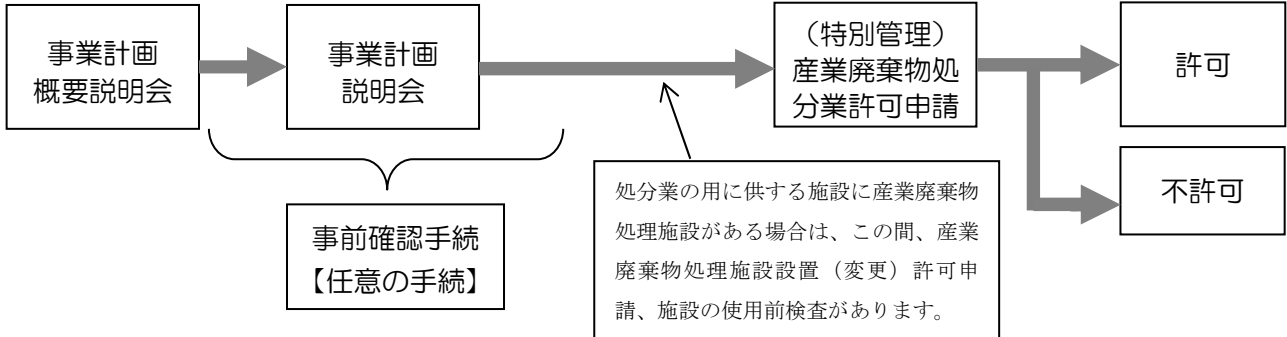 事業計画
概要説明会
事業計画
説明会
（特別管理）
産業廃棄物処
分業許可申請
許可
不許可
事前確認手続
【任意の手続】
処分業の用に供する施設に産業廃棄物
処理施設がある場合は、この間、産業
廃棄物処理施設設置（変更）許可申
請、施設の使用前検査があります。